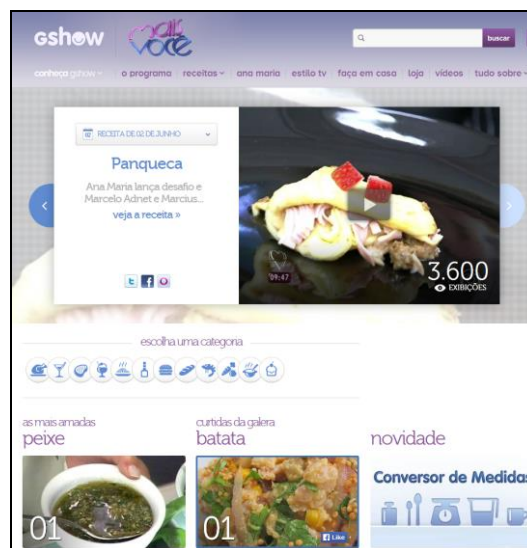 gshow
mais
você
buscar
conheça gshow
o programa
receitas
ana maria
estilo tv
faça em casa
loja
vídeos
tudo sobre
02
RECEITA DE 02 DE JUNHO
Panqueca
Ana Maria lança desafio e
Marcelo Adnet e Marcius...
veja a receita »
09:47
3.600
EXIBIÇÕES
escolha uma categoria
as mais amadas
peixe
01
curtidas da galera
batata
01
Like
novidade
Conversor de Medidas